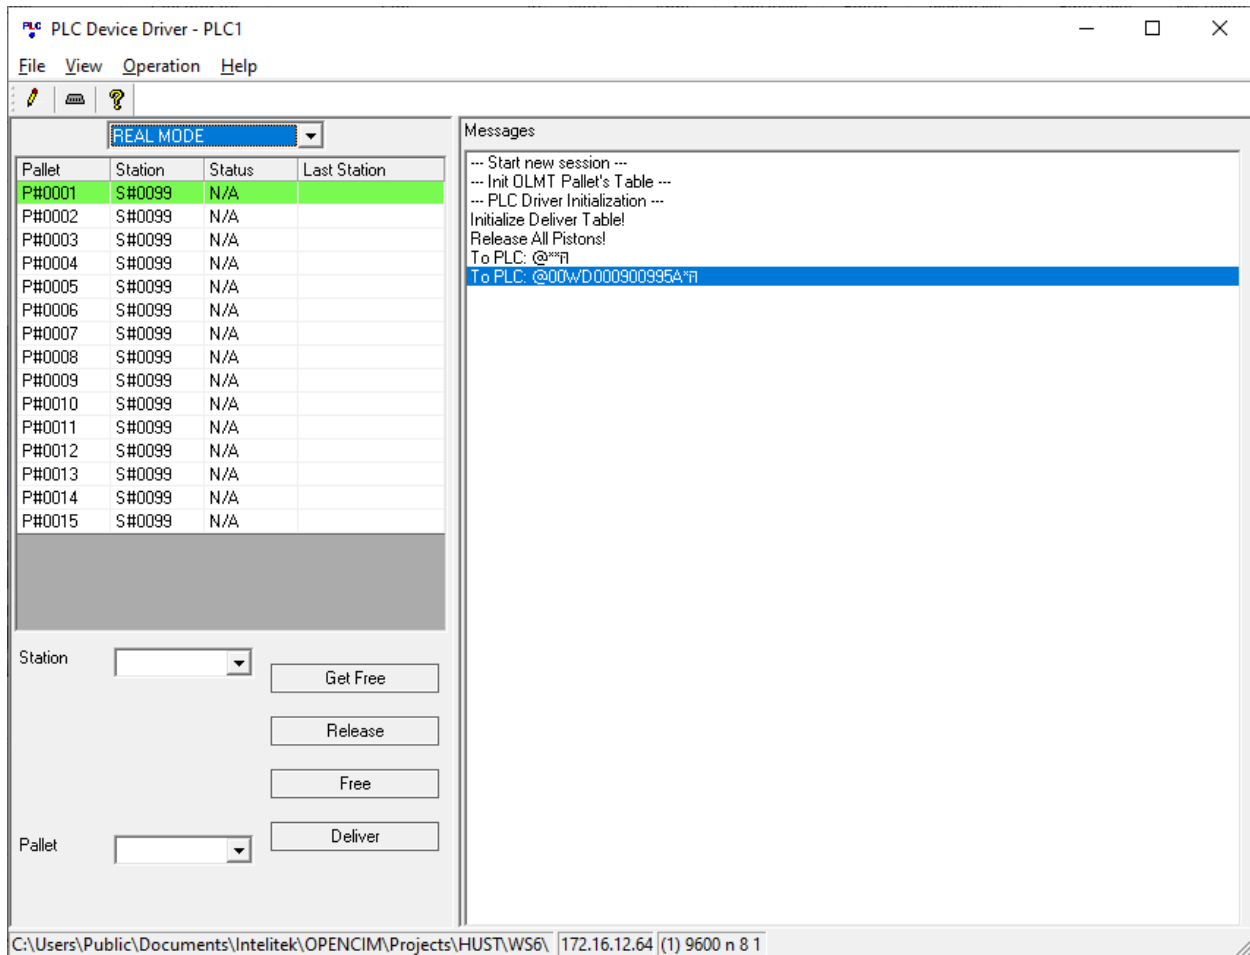 PLC Device Driver - PLC1
File View Operation Help
REAL MODE
Pallet Station Status Last Station
P#0001 S#0099 N/A
P#0002 S#0099 N/A
P#0003 S#0099 N/A
P#0004 S#0099 N/A
P#0005 S#0099 N/A
P#0006 S#0099 N/A
P#0007 S#0099 N/A
P#0008 S#0099 N/A
P#0009 S#0099 N/A
P#0010 S#0099 N/A
P#0011 S#0099 N/A
P#0012 S#0099 N/A
P#0013 S#0099 N/A
P#0014 S#0099 N/A
P#0015 S#0099 N/A
Station
Get Free
Release
Free
Deliver
Pallet
Messages
--- Start new session ---
--- Init OLMT Pallet's Table ---
--- PLC Driver Initialization ---
Initialize Deliver Table!
Release All Pistons!
To PLC: @**
To PLC: @00WD000900995A*
C:\Users\Public\Documents\Intelitek\OPENCIM\Projects\HUST\WS6\ 172.16.12.64 (1) 9600 n 8 1